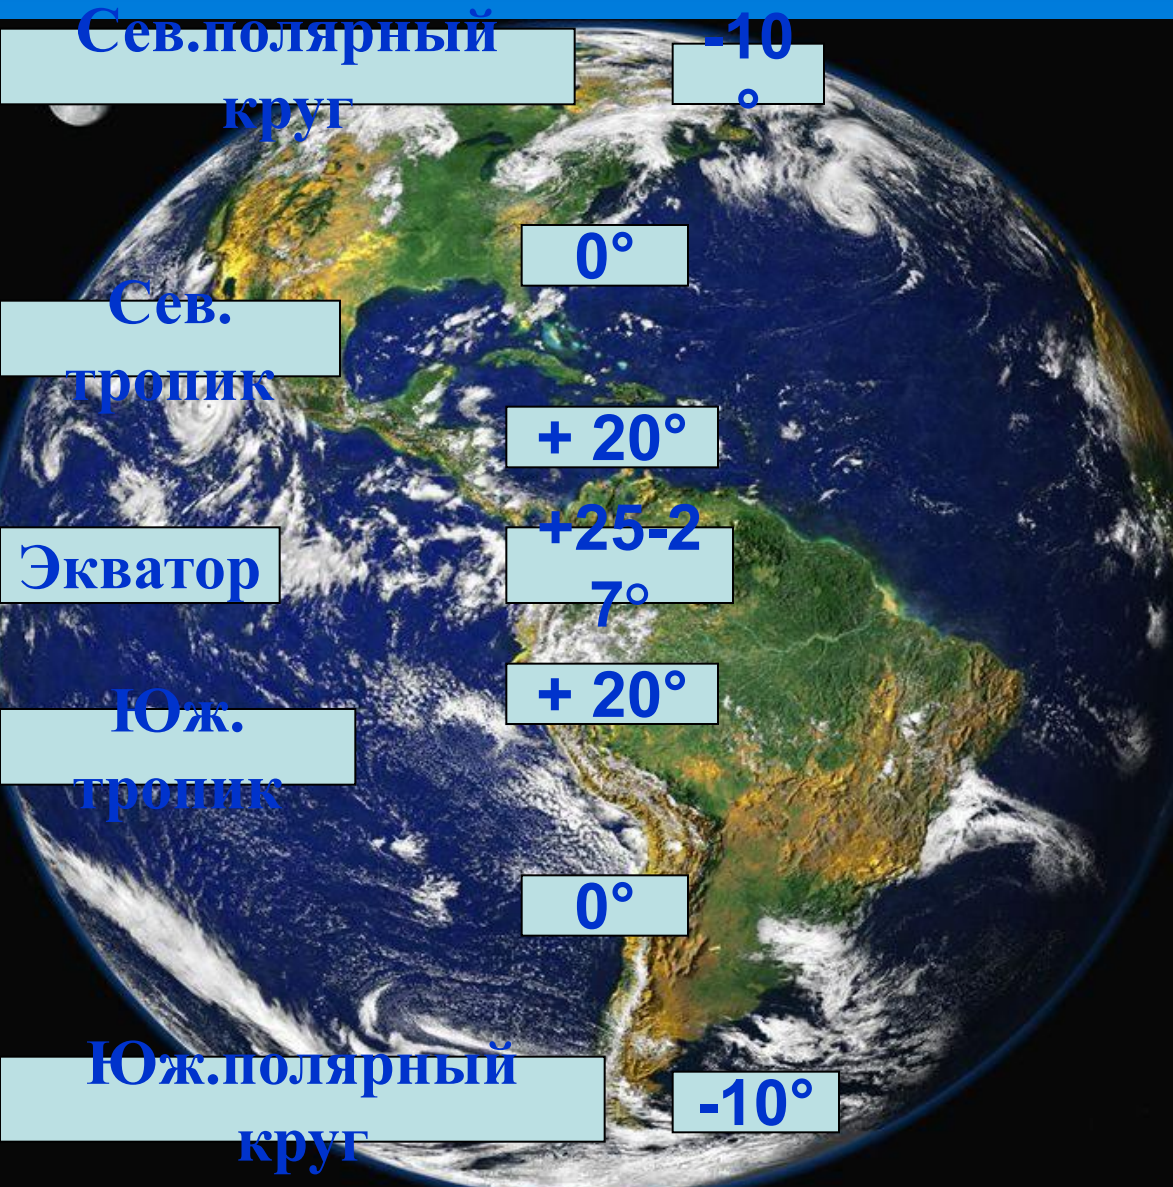 Сев.полярный
круг
-10
°
0°
Сев.
тропик
+ 20°
+25-2
7°
Экватор
+ 20°
Юж.
тропик
0°
Юж.полярный
круг
-10°